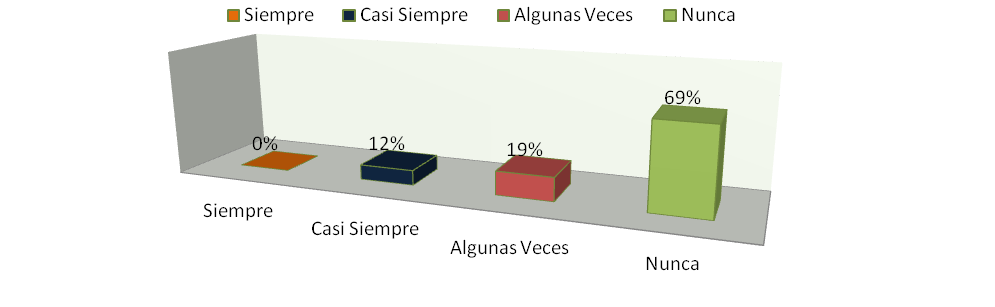 Siempre Casi Siempre Algunas Veces Nunca
69%
0% 12% 19%
Siempre
Casi Siempre
Algunas Veces
Nunca